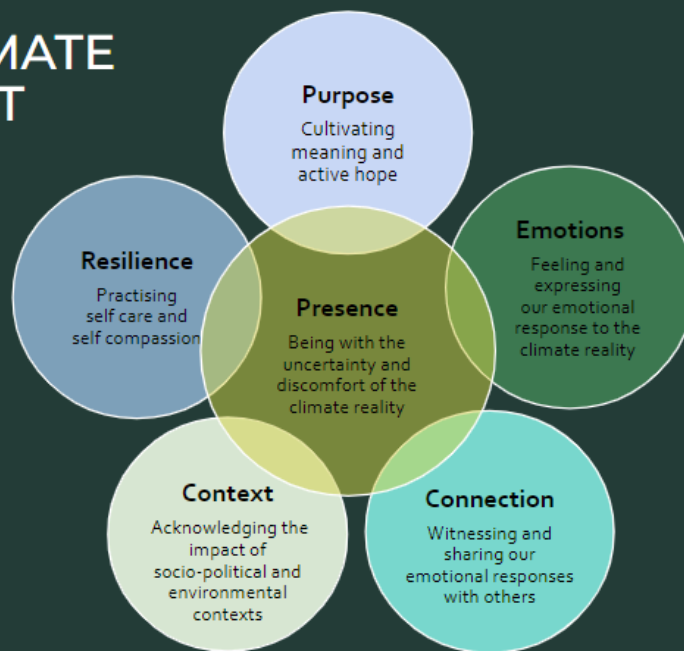 MATE
T
Purpose
Cultivating
meaning and
active hope
Emotions
Feeling and
expressing
our emotional
response to the
climate reality
Resilience
Practising
self care and
self compassion
Presence
Being with the
uncertainty and
discomfort of the
climate reality
Context
Acknowledging the
impact of
socio-political and
environmental
contexts
Connection
Witnessing and
sharing our
emotional responses
with others